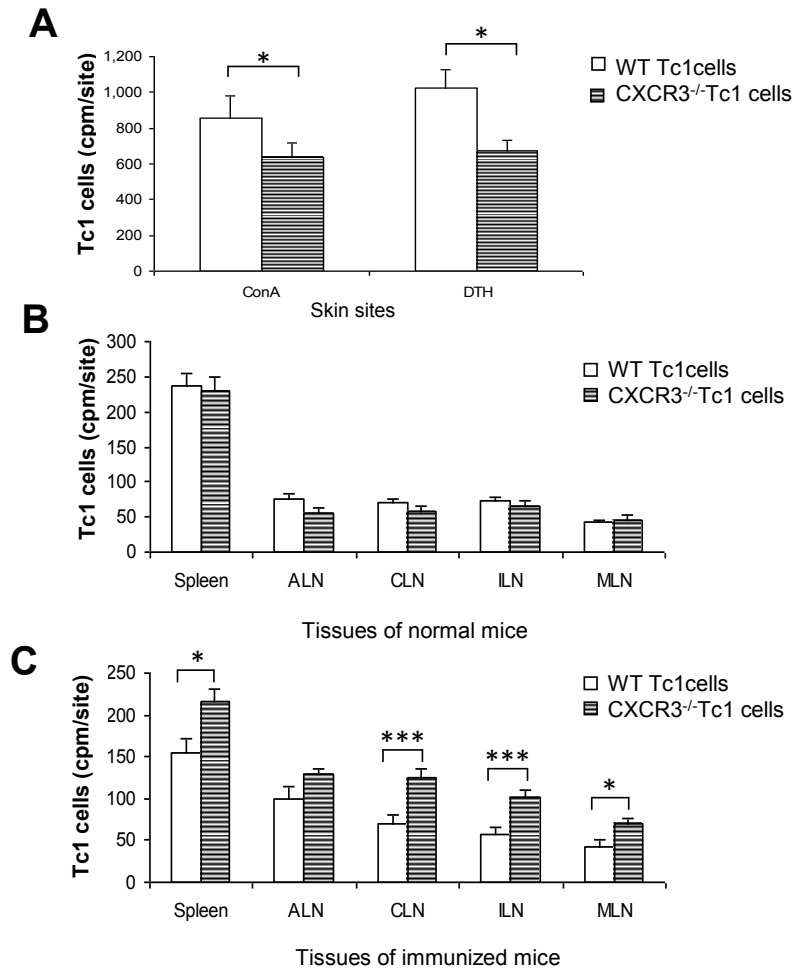 A
Tc1 cells (cpm/site)
1,200
1,000
800
600
400
200
0
*
*
WT Tc1cells
CXCR3-/-Tc1 cells
ConA
DTH
Skin sites
B
Tc1 cells (cpm/site)
300
250
200
150
100
50
0
WT Tc1cells
CXCR3-/-Tc1 cells
Spleen
ALN
CLN
ILN
MLN
Tissues of normal mice
C
Tc1 cells (cpm/site)
250
200
150
100
50
0
*
***
***
*
WT Tc1cells
CXCR3-/-Tc1 cells
Spleen
ALN
CLN
ILN
MLN
Tissues of immunized mice